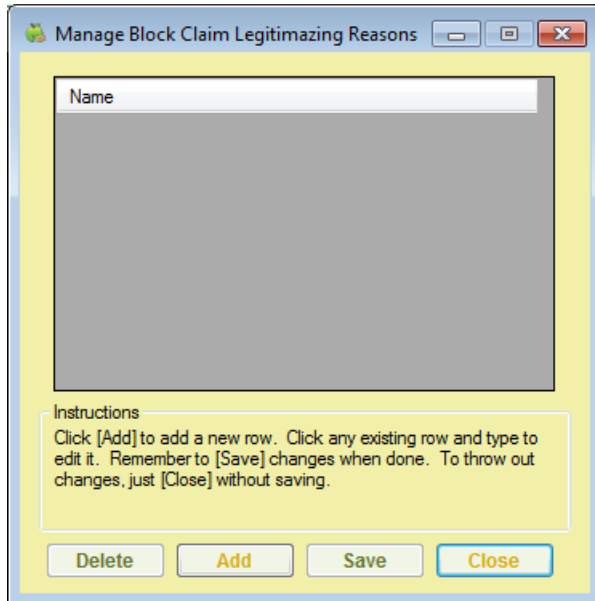 Manage Block Claim Legitimazing Reasons
Name
Instructions
Click [Add] to add a new row.  Click any existing row and type to
edit it.  Remember to [Save] changes when done.  To throw out
changes, just [Close] without saving.
Delete Add Save Close